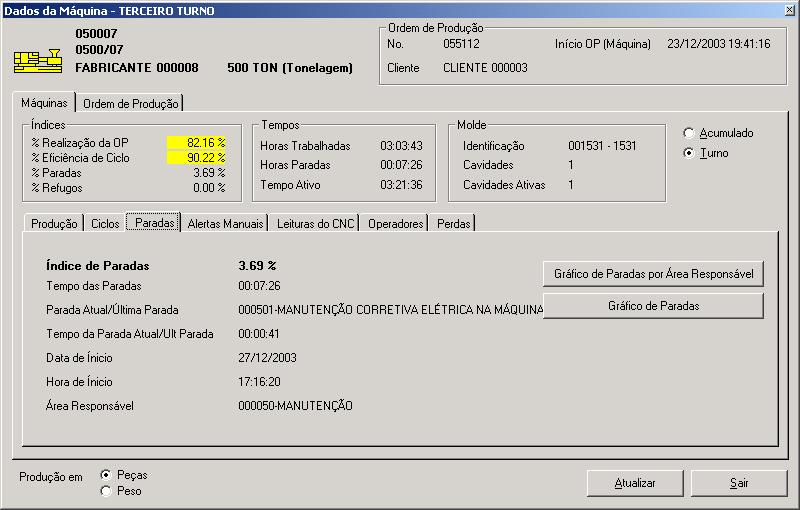 Dados da Máquina - TERCEIRO TURNO
050007
0500/07
FABRICANTE 000008 500 TON (Tonelagem)
Ordem de Produção
No. 055112 Início OP (Máquina) 23/12/2003 19:41:16
Cliente CLIENTE 000003
Máquinas Ordem de Produção
Índices
% Realização da OP 82.16 %
% Eficiência de Ciclo 90.22 %
% Paradas 3.69 %
% Refugos 0.00 %
Tempos
Horas Trabalhadas 03:03:43
Horas Paradas 00:07:26
Tempo Ativo 03:21:36
Molde
Identificação 001531 - 1531
Cavidades 1
Cavidades Ativas 1
Acumulado
Turno
Produção Ciclos Paradas Alertas Manuais Leituras do CNC Operadores Perdas
Índice de Paradas 3.69 %
Tempo das Paradas 00:07:26
Parada Atual/Última Parada 000501-MANUTENÇÃO CORRETIVA ELÉTRICA NA MÁQUINA
Tempo da Parada Atual/Ult Parada 00:00:41
Data de Ínicio 27/12/2003
Hora de Ínicio 17:16:20
Área Responsável 000050-MANUTENÇÃO
Gráfico de Paradas por Área Responsável
Gráfico de Paradas
Produção em Peças
Peso
Atualizar Sair